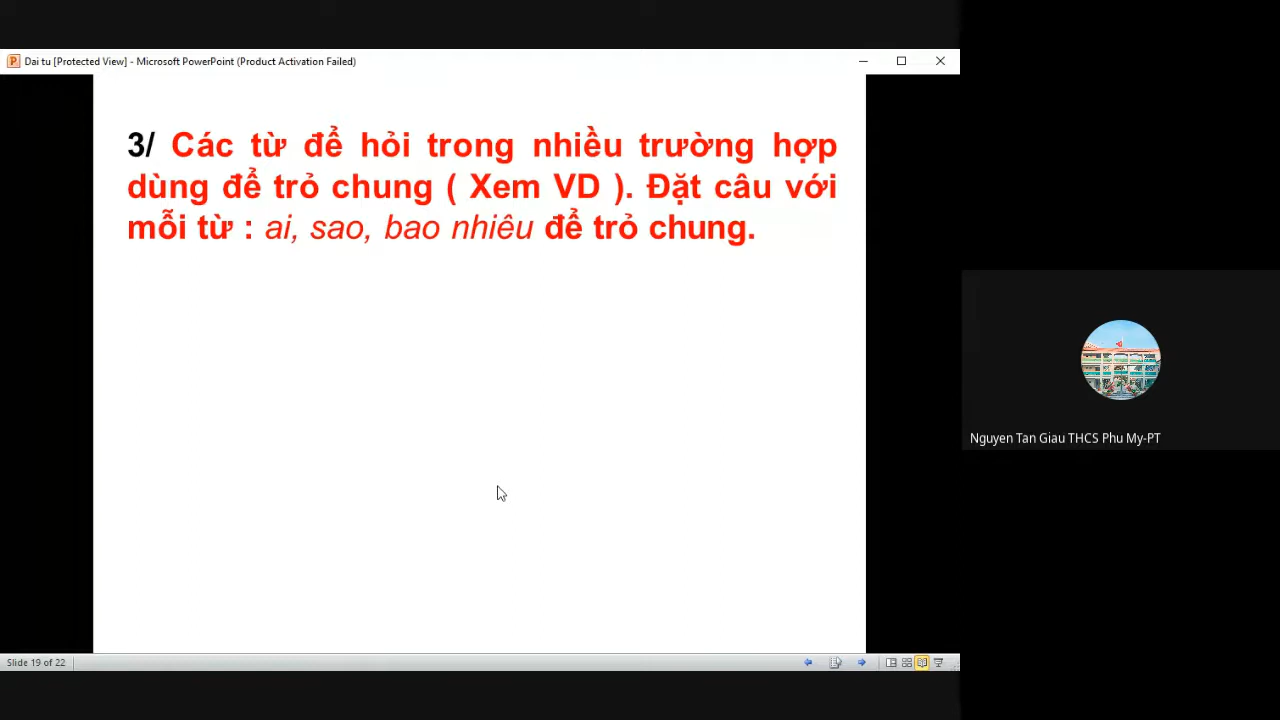 Dai tu [Protected View] - Microsoft PowerPoint (Product Activation Failed)
3/ Các từ để hỏi trong nhiều trường hợp
dùng để trỏ chung ( Xem VD ). Đặt câu với
mỗi từ : ai, sao, bao nhiêu để trỏ chung.
Nguyen Tan Giau THCS Phu My-PT
Slide 19 of 22